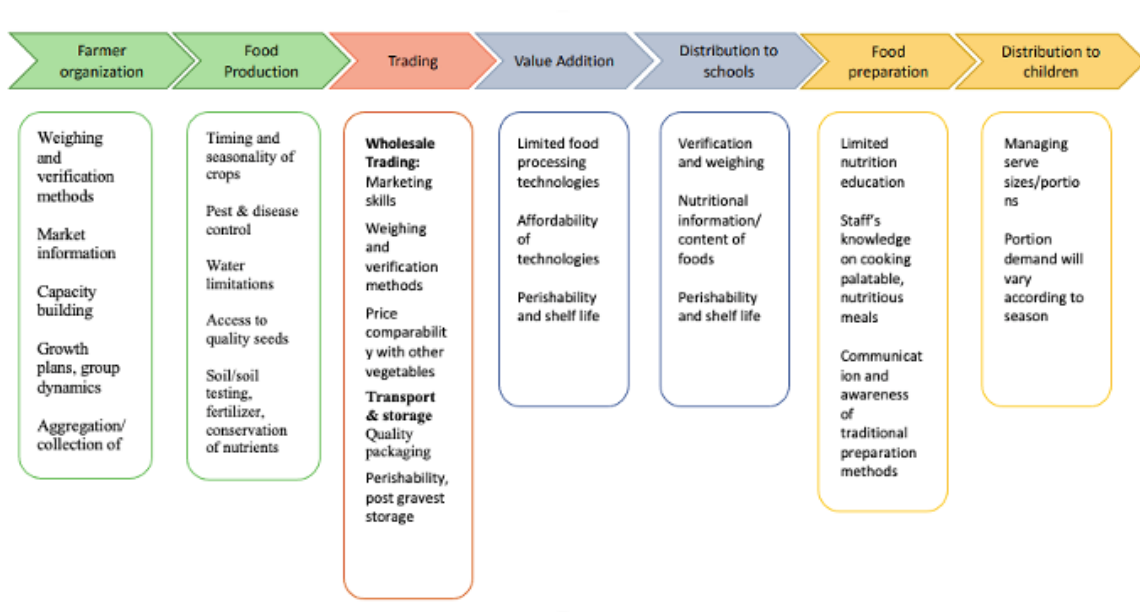 Farmer
organization
Food
Production
Trading
Value Addition
Distribution to
schools
Food
preparation
Distribution to
children
Weighing
and
verification
methods
Market
information
Capacity
building
Growth
plans, group
dynamics
Aggregation/
collection of
Timing and
seasonality of
crops
Pest & disease
control
Water
limitations
Access to
quality seeds
Soil/soil
testing,
fertilizer,
conservation
of nutrients
Wholesale
Trading:
Marketing
skills
Weighing
and
verification
methods
Price
comparabilit
y with other
vegetables
Transport
& storage
Quality
packaging
Perishability,
post gravest
storage
Limited food
processing
technologies
Affordability
of
technologies
Perishability
and shelf life
Verification
and weighing
Nutritional
information/
content of
foods
Perishability
and shelf life
Limited
nutrition
education
Staff's
knowledge
on cooking
palatable,
nutritious
meals
Communicat
ion and
awareness
of
traditional
preparation
methods
Managing
serve
sizes/portio
ns
Portion
demand will
vary
according to
season